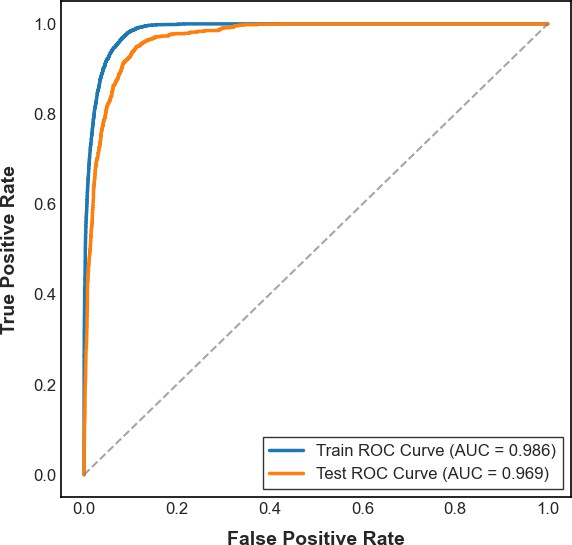 1.0
0.8
0.6
0.4
0.2
0.0
True Positive Rate
Train ROC Curve (AUC = 0.986)
Test ROC Curve (AUC = 0.969)
0.0 0.2 0.4 0.6 0.8 1.0
False Positive Rate